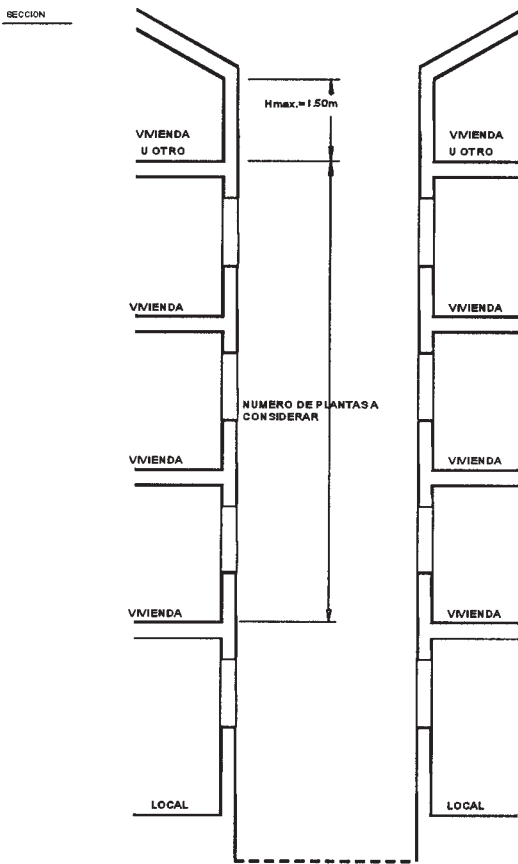 SECCION
Hmax.=1.50m
VIVIENDA
U OTRO
VIVIENDA
U OTRO
VIVIENDA
VIVIENDA
NUMERO DE PLANTAS A
CONSIDERAR
VIVIENDA
VIVIENDA
VIVIENDA
VIVIENDA
LOCAL
LOCAL